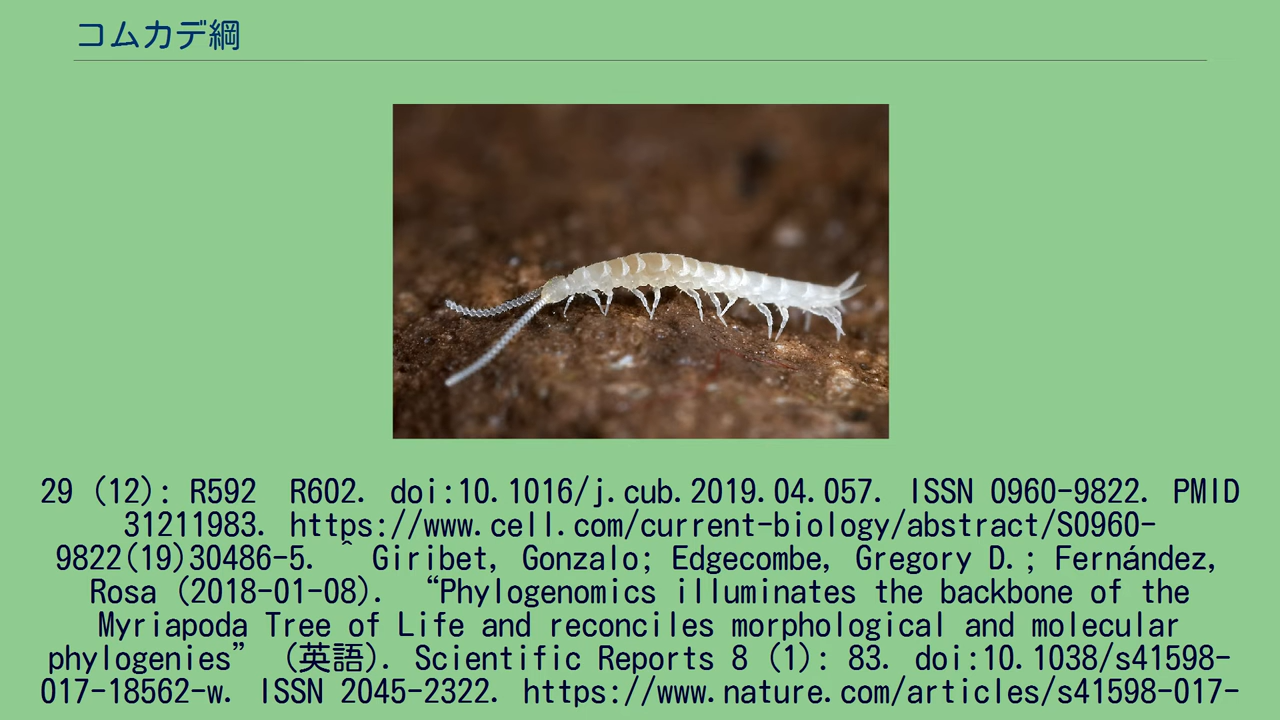 コムカデ綱
29 (12): R592 R602. doi:10.1016/j.cub.2019.04.057. ISSN 0960-9822. PMID
31211983. https://www.cell.com/current-biology/abstract/S0960-
9822(19)30486-5. ^ Giribet, Gonzalo; Edgecombe, Gregory D.; Fernández,
Rosa (2018-01-08). “Phylogenomics illuminates the backbone of the
Myriapoda Tree of Life and reconciles morphological and molecular
phylogenies” (英語). Scientific Reports 8 (1): 83. doi:10.1038/s41598-
017-18562-w. ISSN 2045-2322. https://www.nature.com/articles/s41598-017-